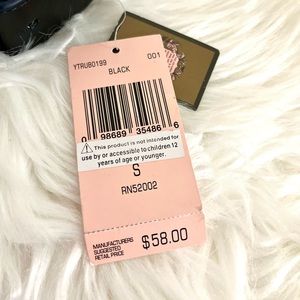 YTRU80199 001
BLACK
0 98689 35486 6
This product is not intended for
use by or accessible to children 12
years of age or younger.
S
RN52002
MANUFACTURERS
SUGGESTED
RETAIL PRICE
$58.00